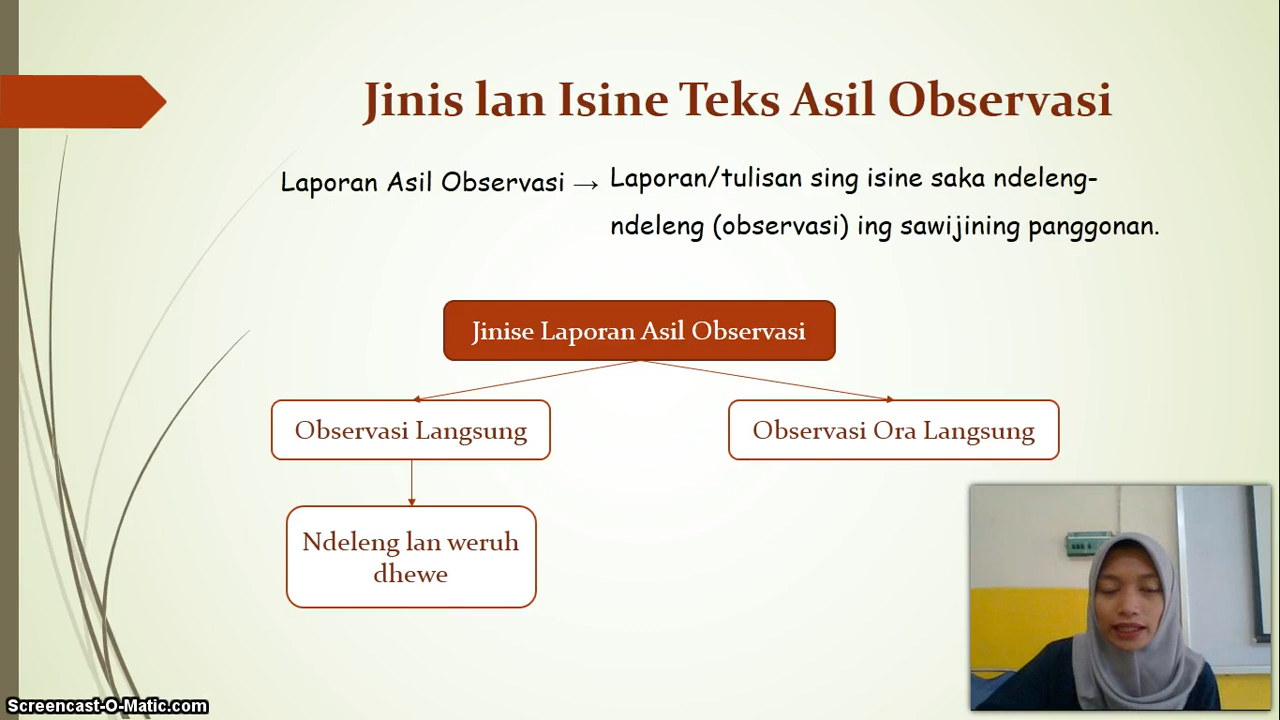 Jinis lan Isine Teks Asil Observasi
Laporan Asil Observasi → Laporan/tulisan sing isine saka ndeleng-
ndeleng (observasi) ing sawijining panggonan.
Jinise Laporan Asil Observasi
Observasi Langsung
Observasi Ora Langsung
Ndeleng lan weruh
dhewe
Screencast-O-Matic.com